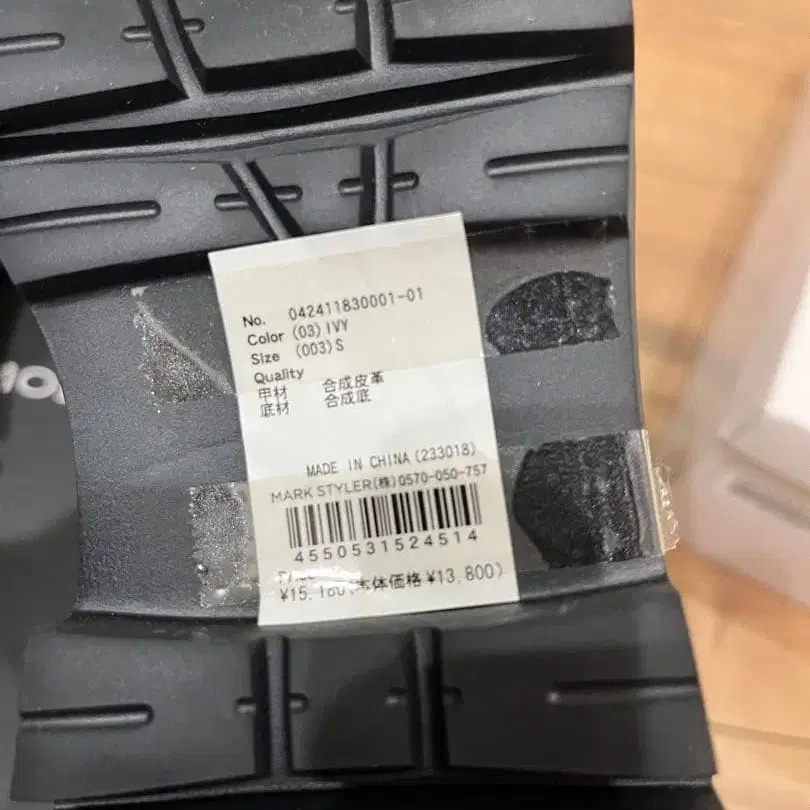 No. 042411830001-01
Color (03)IVY
Size (003)S
Quality
甲材 合成皮革
底材 合成底
MADE IN CHINA(233018)
MARK STYLER(株)0570-050-757
4550531524514
¥15,180(本体価格¥13,800)